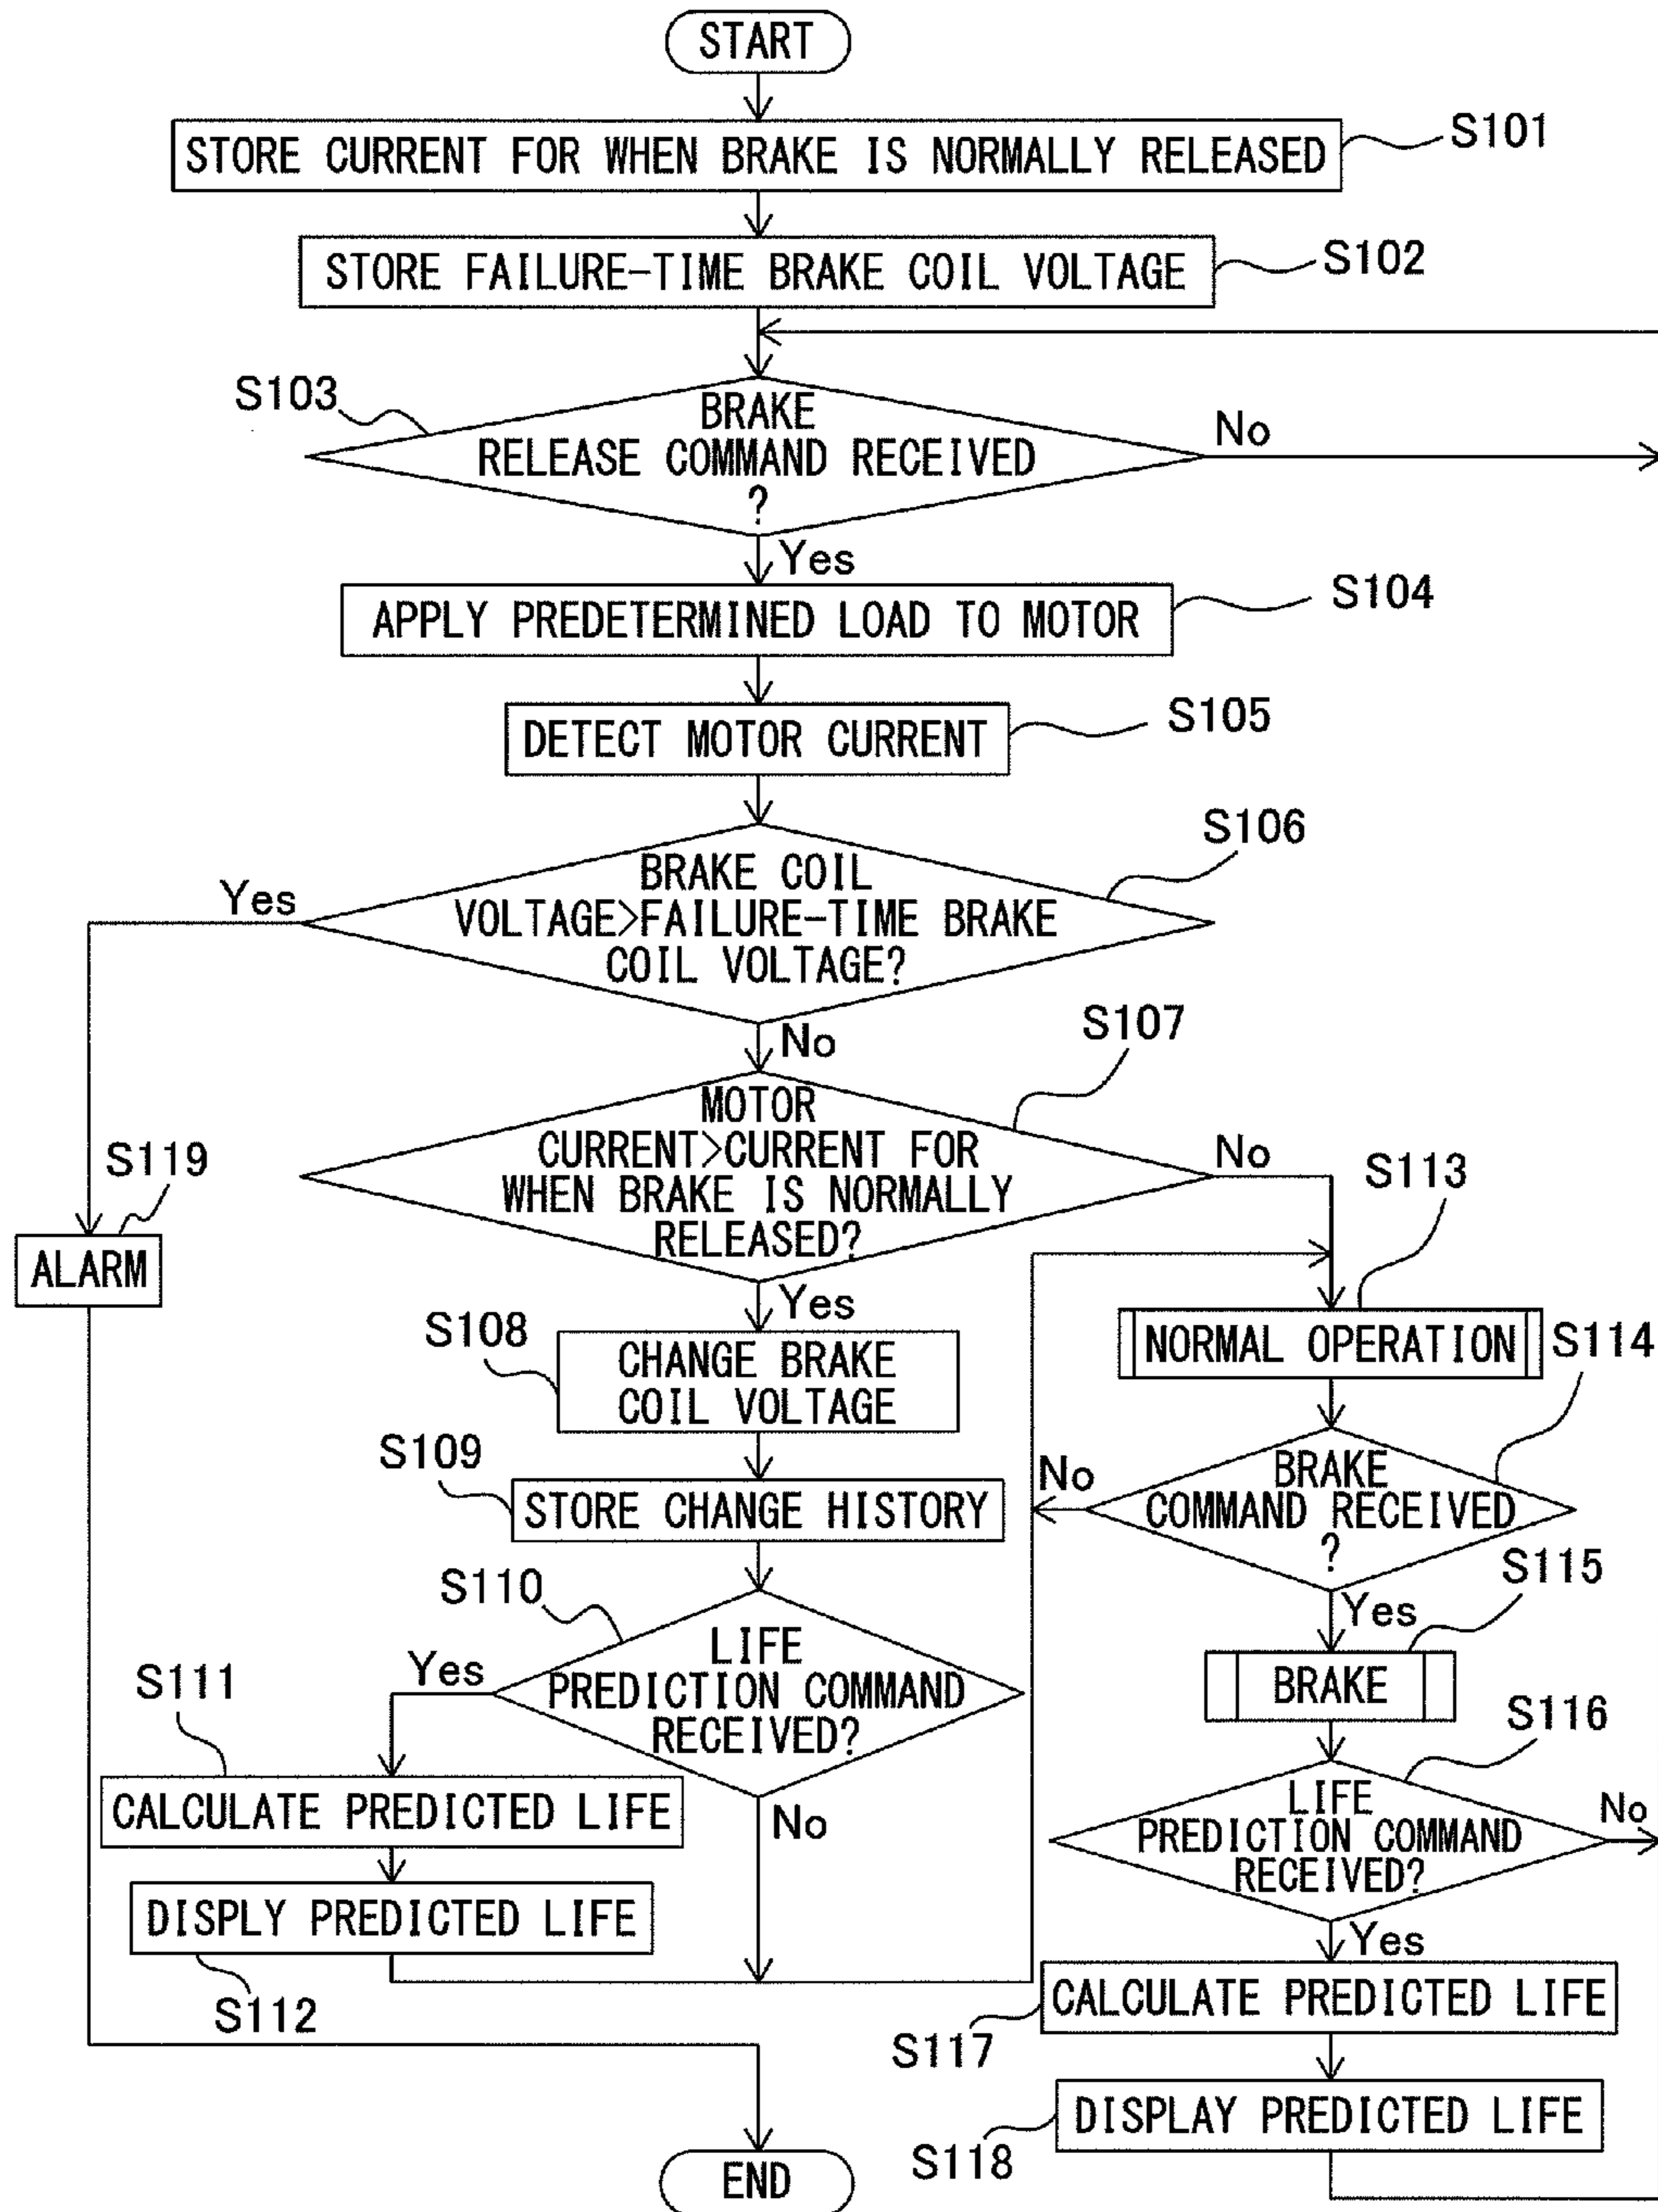 START
STORE CURRENT FOR WHEN BRAKE IS NORMALLY RELEASED
S101
STORE FAILURE-TIME BRAKE COIL VOLTAGE
S102
S103
BRAKE
RELEASE COMMAND RECEIVED
?
No
Yes
APPLY PREDETERMINED LOAD TO MOTOR
S104
DETECT MOTOR CURRENT
S105
S106
BRAKE COIL
VOLTAGE>FAILURE-TIME BRAKE
COIL VOLTAGE?
Yes
No
S107
MOTOR
CURRENT>CURRENT FOR
WHEN BRAKE IS NORMALLY
RELEASED?
No
Yes
S119
ALARM
S108
CHANGE BRAKE
COIL VOLTAGE
S109
STORE CHANGE HISTORY
S110
LIFE
PREDICTION COMMAND
RECEIVED?
Yes
No
S111
CALCULATE PREDICTED LIFE
DISPLY PREDICTED LIFE
S112
S113
NORMAL OPERATION
S114
BRAKE
COMMAND RECEIVED
?
No
Yes
S115
BRAKE
S116
LIFE
PREDICTION COMMAND
RECEIVED?
No
Yes
CALCULATE PREDICTED LIFE
S117
DISPLAY PREDICTED LIFE
S118
END